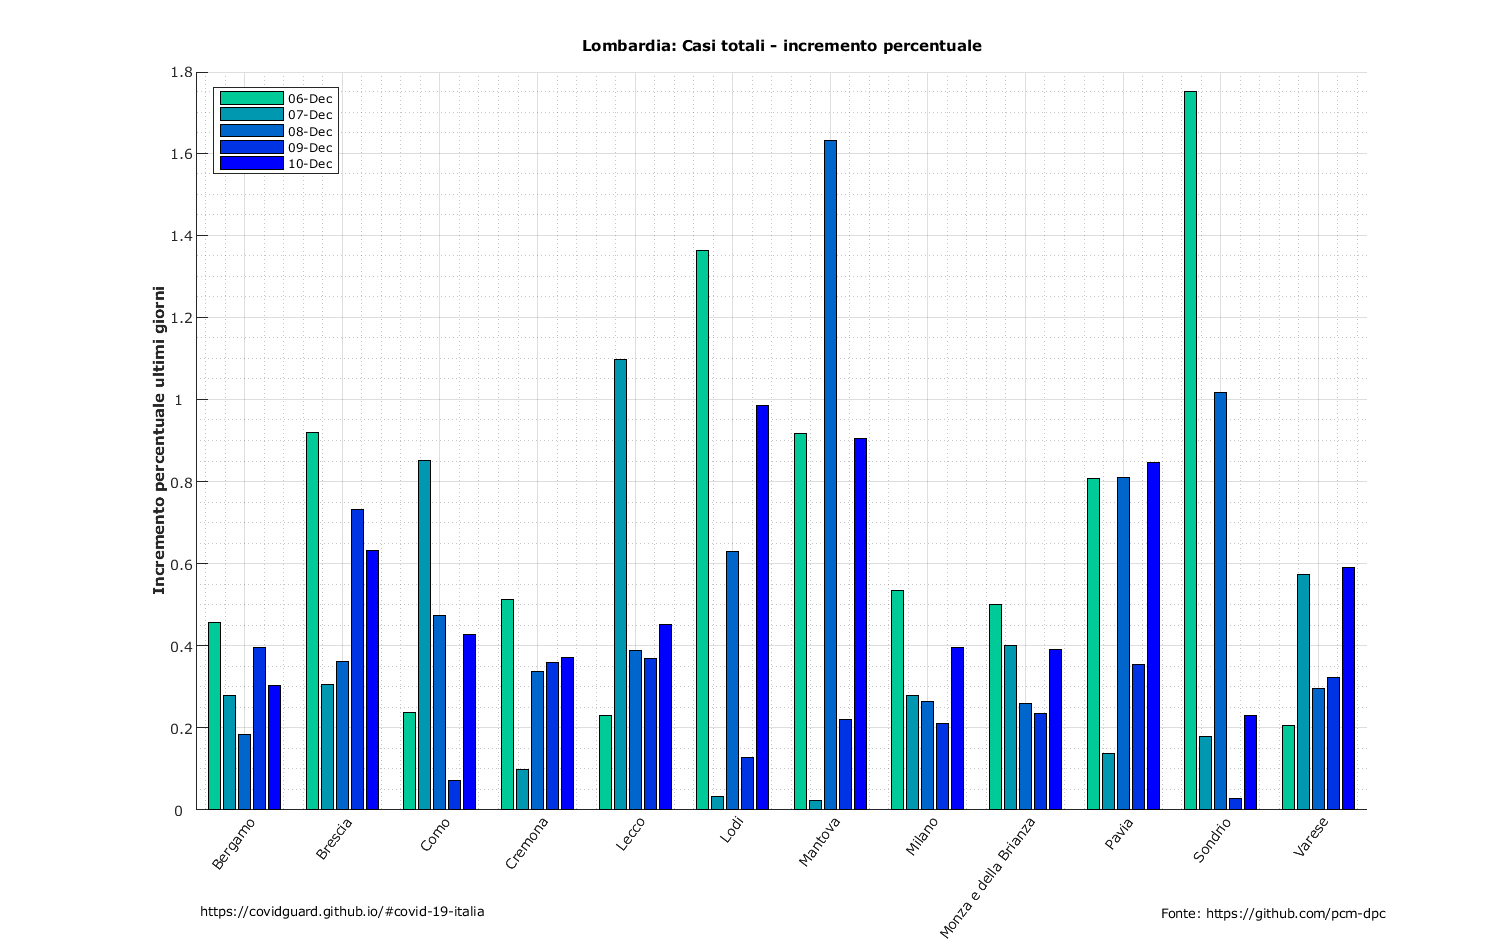 Lombardia: Casi totali - incremento percentuale
1.8
1.6
1.4
1.2
1
0.8
0.6
0.4
0.2
0
Incremento percentuale ultimi giorni
06-Dec
07-Dec
08-Dec
09-Dec
10-Dec
Bergamo
Brescia
Como
Cremona
Lecco
Lodi
Mantova
Milano
Monza e della Brianza
Pavia
Sondrio
Varese
https://covidguard.github.io/#covid-19-italia
Fonte: https://github.com/pcm-dpc